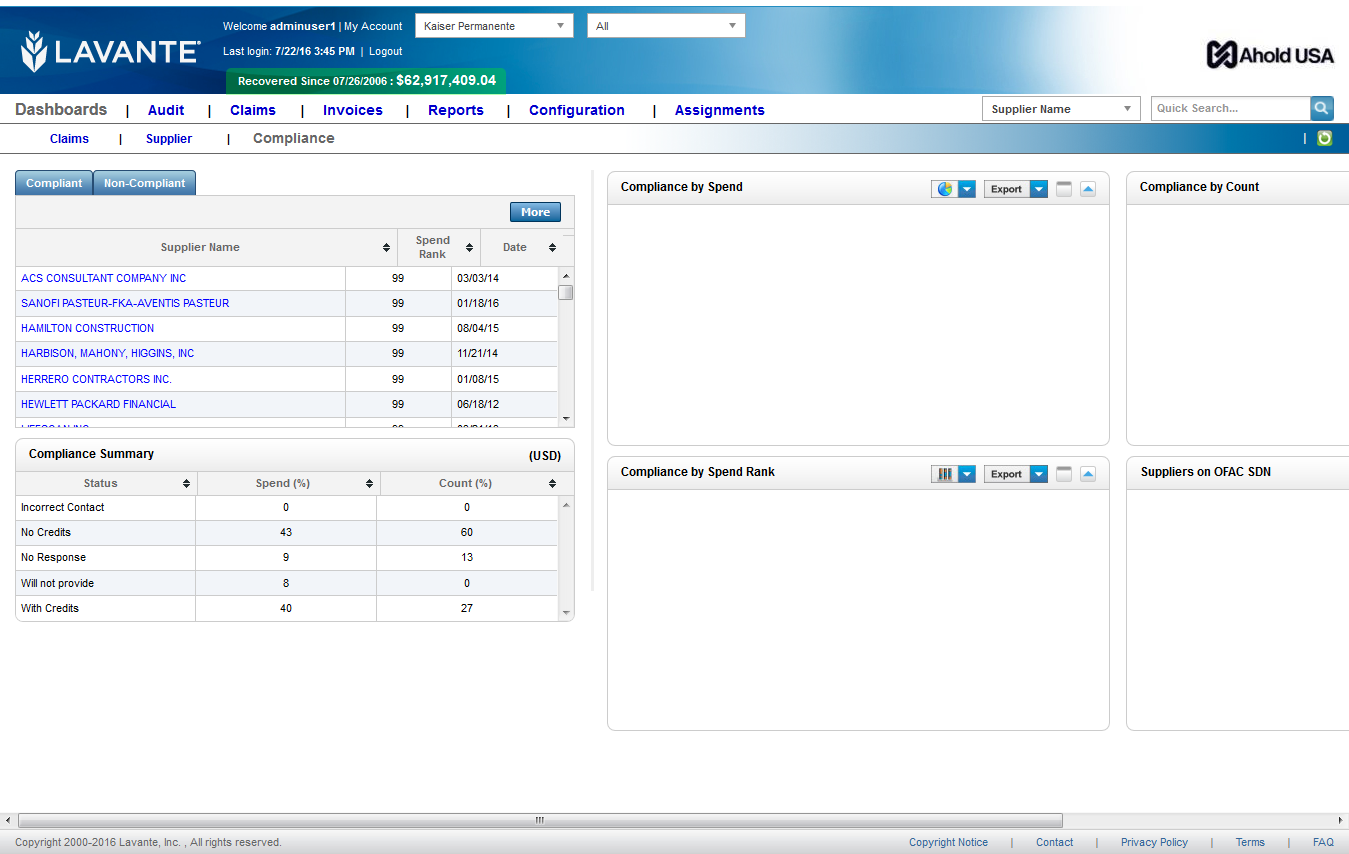 LAVANTE
Welcome adminuser1 | My Account
Kaiser Permanente
All
Last login: 7/22/16 3:45 PM | Logout
Recovered Since 07/26/2006 : $62,917,409.04
Ahold USA
Dashboards | Audit | Claims | Invoices | Reports | Configuration | Assignments
Supplier Name
Quick Search...
Claims | Supplier | Compliance
Compliant
Non-Compliant
More
Supplier Name
Spend Rank
Date
ACS CONSULTANT COMPANY INC 99 03/03/14
SANOFI PASTEUR-FKA-AVENTIS PASTEUR 99 01/18/16
HAMILTON CONSTRUCTION 99 08/04/15
HARBISON, MAHONY, HIGGINS, INC 99 11/21/14
HERRERO CONTRACTORS INC. 99 01/08/15
HEWLETT PACKARD FINANCIAL 99 06/18/12
Compliance Summary (USD)
Status Spend (%) Count (%)
Incorrect Contact 0 0
No Credits 43 60
No Response 9 13
Will not provide 8 0
With Credits 40 27
Compliance by Spend
Export
Compliance by Count
Compliance by Spend Rank
Export
Suppliers on OFAC SDN
Copyright 2000-2016 Lavante, Inc. , All rights reserved.
Copyright Notice | Contact | Privacy Policy | Terms | FAQ